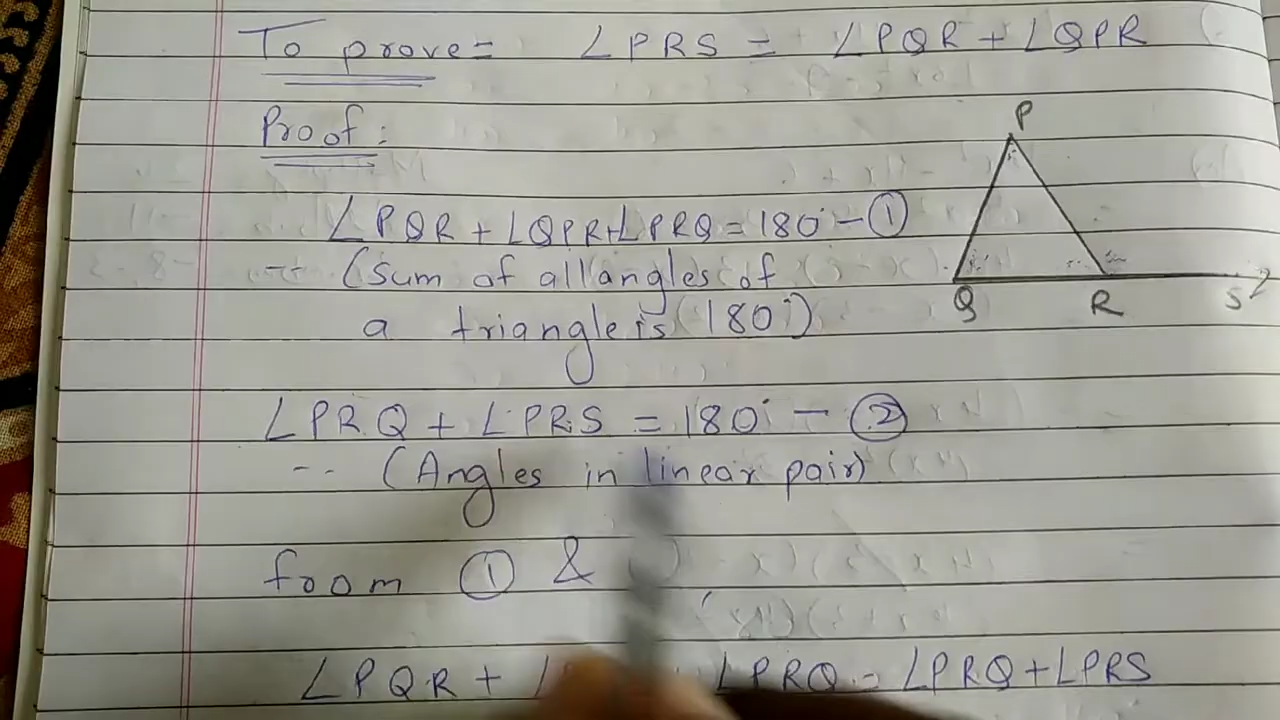 To prove = ∠PRS = ∠PQR + ∠QPR
Proof :
P
∠PQR + ∠QPR+∠PRQ = 180° - ①
-- (Sum of all angles of
a triangle is 180°)
Q R S
∠PRQ + ∠PRS = 180° - ②
-- (Angles in linear pair)
from ① &
∠PQR + ∠ ∠PRQ = ∠PRQ + ∠PRS